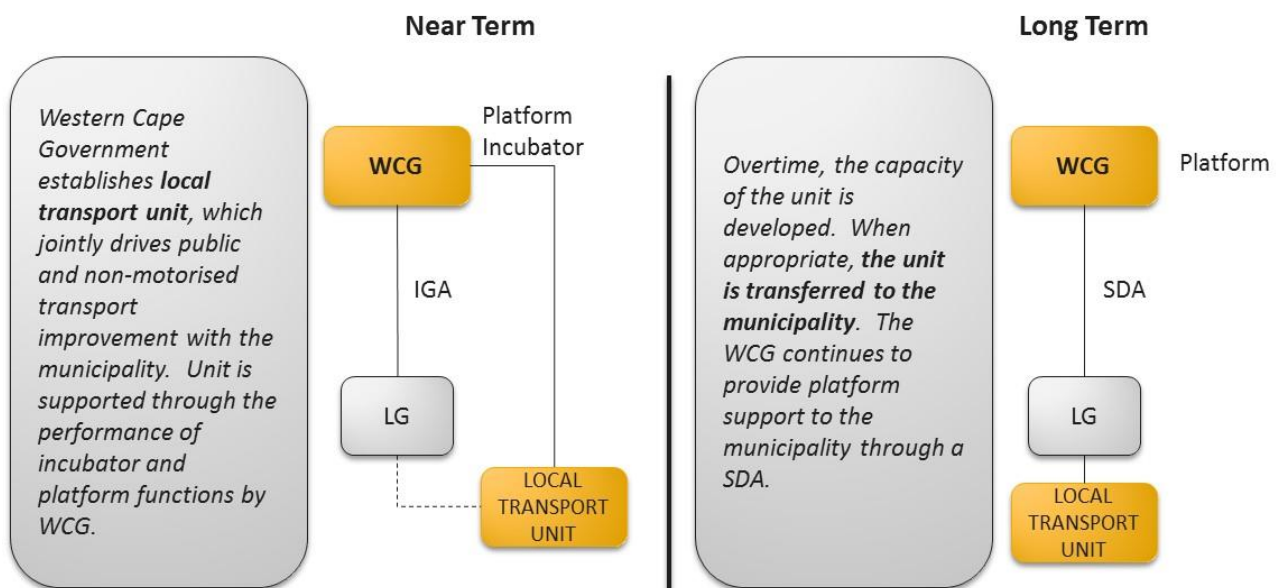 Near Term
Western Cape
Government
establishes local
transport unit, which
jointly drives public
and non-motorised
transport
improvement with the
municipality.  Unit is
supported through the
performance of
incubator and
platform functions by
WCG.
WCG
Platform
Incubator
IGA
LG
LOCAL
TRANSPORT
UNIT
Long Term
Overtime, the capacity
of the unit is
developed.  When
appropriate, the unit
is transferred to the
municipality.  The
WCG continues to
provide platform
support to the
municipality through a
SDA.
WCG
Platform
SDA
LG
LOCAL
TRANSPORT
UNIT